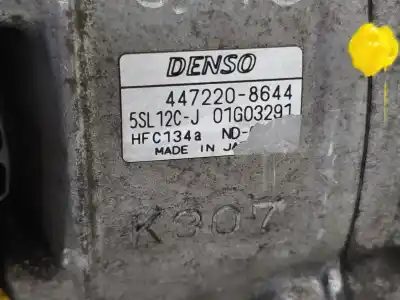 DENSO
447220-8644
5SL12C-J 01G03291
HFC134a ND-
MADE IN JA
K307